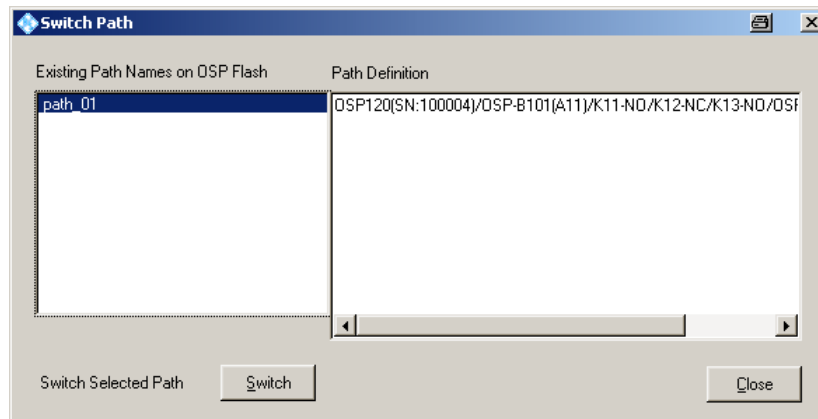 Switch Path
Existing Path Names on OSP Flash
Path Definition
path_01
OSP120(SN:100004)/OSP-B101(A11)/K11-NO/K12-NC/K13-NO/OSP
Switch Selected Path
Switch
Close